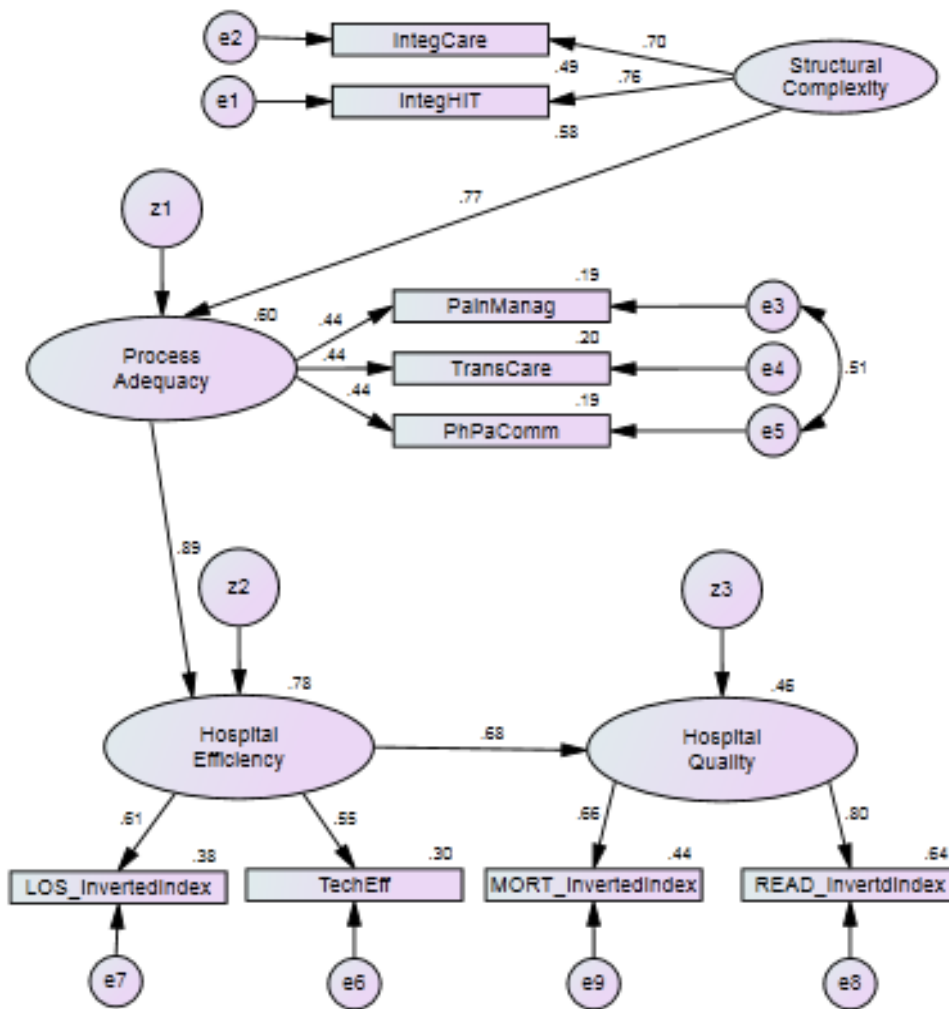 e2
IntegCare
.70
Structural
Complexity
.49
.76
e1
IntegHIT
.58
.77
z1
.19
.60
.44
PainManag
e3
.20
Process
Adequacy
.44
TransCare
e4
.51
.44
.19
PhPaComm
e5
.89
z2
z3
.78
.46
Hospital
Efficiency
.68
Hospital
Quality
.61
.55
.66
.80
.38
.30
.44
.64
LOS_InvertedIndex
TechEff
MORT_InvertedIndex
READ_InvertdIndex
e7
e6
e9
e8